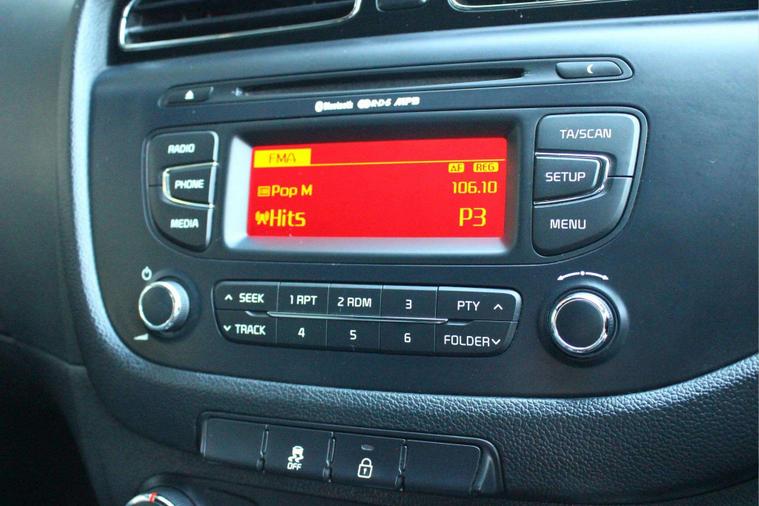 Bluetooth RDS MP3
RADIO
PHONE
MEDIA
FMA
AF REG
Pop M 106.10
Hits P3
TA/SCAN
SETUP
MENU
SEEK 1 RPT 2 RDM 3 PTY
TRACK 4 5 6 FOLDER
OFF